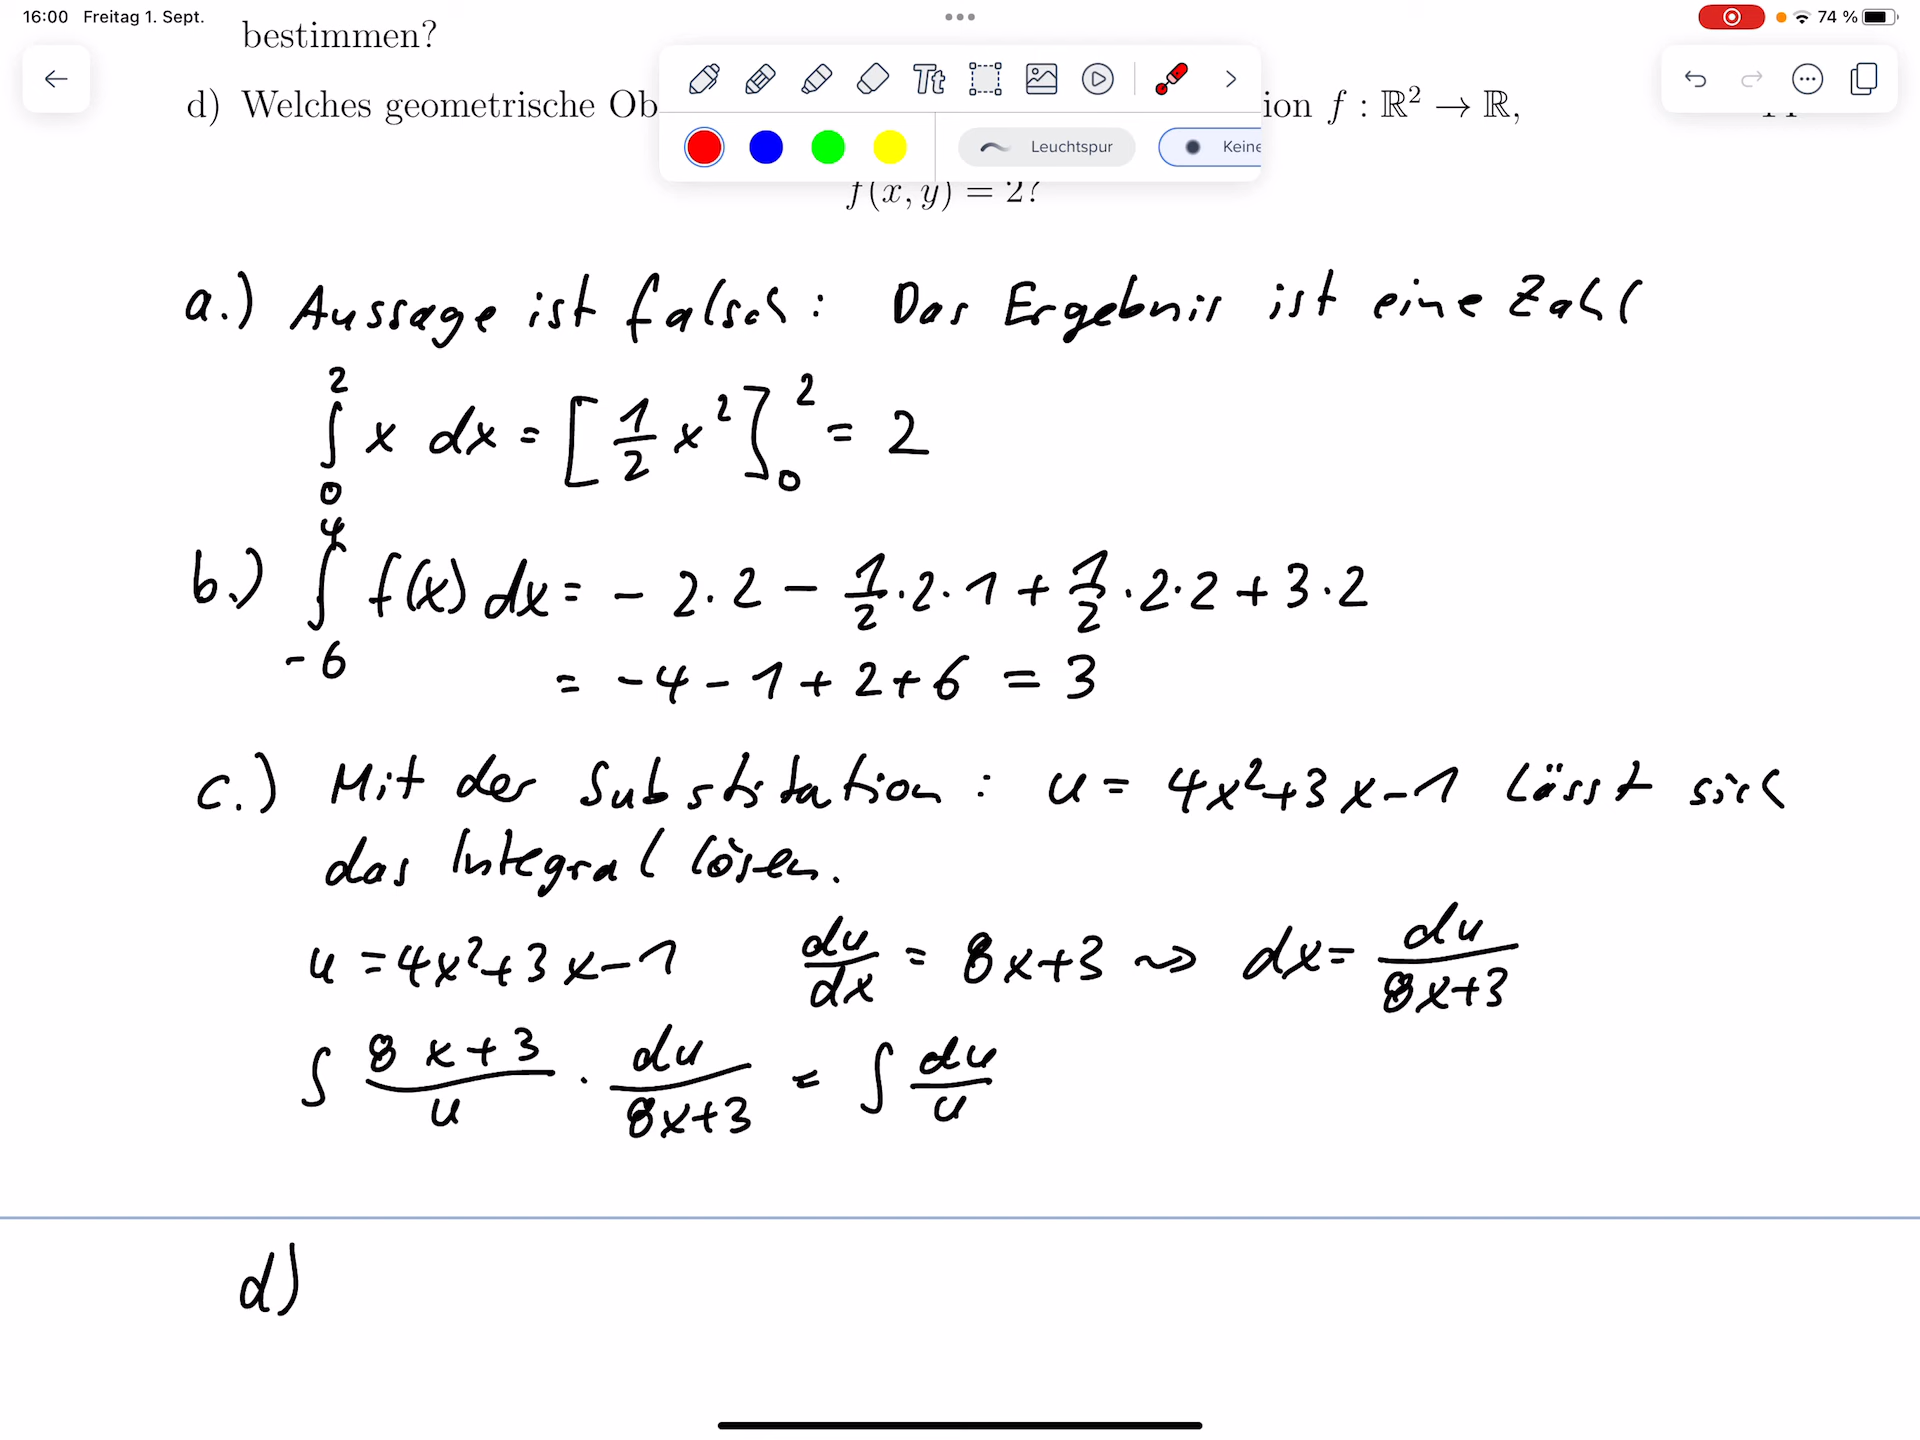 16:00 Freitag 1. Sept.
74 %
bestimmen?
d) Welches geometrische Ob
ion f : ℝ² → ℝ,
Tt
Leuchtspur
Keine
f(x, y) = 2?
a.) Aussage ist falsch: Das Ergebnis ist eine Zahl
∫₀² x dx = [1/2 x²]₀² = 2
b.) ∫₋₆⁴ f(x) dx = - 2·2 - 1/2·2·1 + 1/2·2·2 + 3·2
= -4 - 1 + 2 + 6 = 3
c.) Mit der Substitution: u = 4x²+3x-1 lässt sich
das Integral lösen.
u = 4x²+3x-1 du/dx = 8x+3 ⇝ dx = du/(8x+3)
∫ (8x+3)/u · du/(8x+3) = ∫ du/u
d)